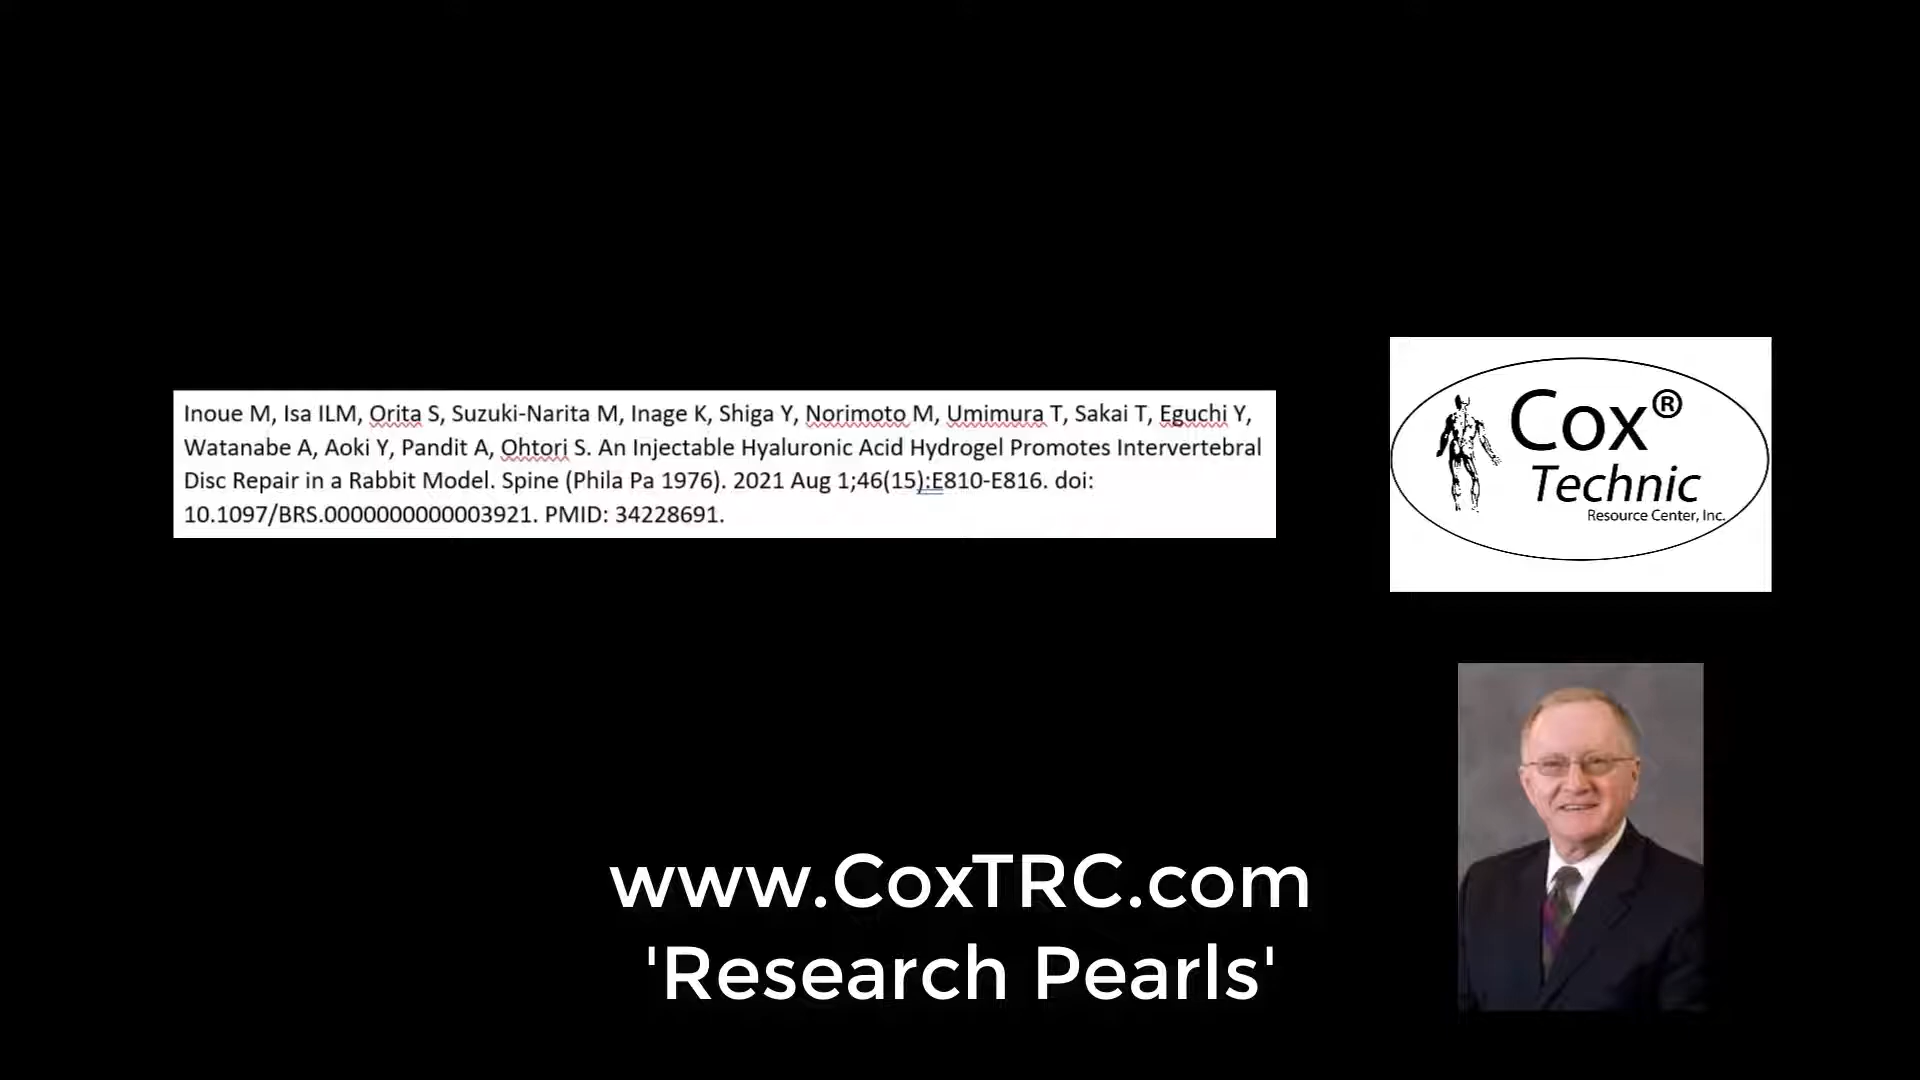 Inoue M, Isa ILM, Orita S, Suzuki-Narita M, Inage K, Shiga Y, Norimoto M, Umimura T, Sakai T, Eguchi Y,
Watanabe A, Aoki Y, Pandit A, Ohtori S. An Injectable Hyaluronic Acid Hydrogel Promotes Intervertebral
Disc Repair in a Rabbit Model. Spine (Phila Pa 1976). 2021 Aug 1;46(15):E810-E816. doi:
10.1097/BRS.0000000000003921. PMID: 34228691.
Cox®
Technic
Resource Center, Inc.
www.CoxTRC.com
'Research Pearls'